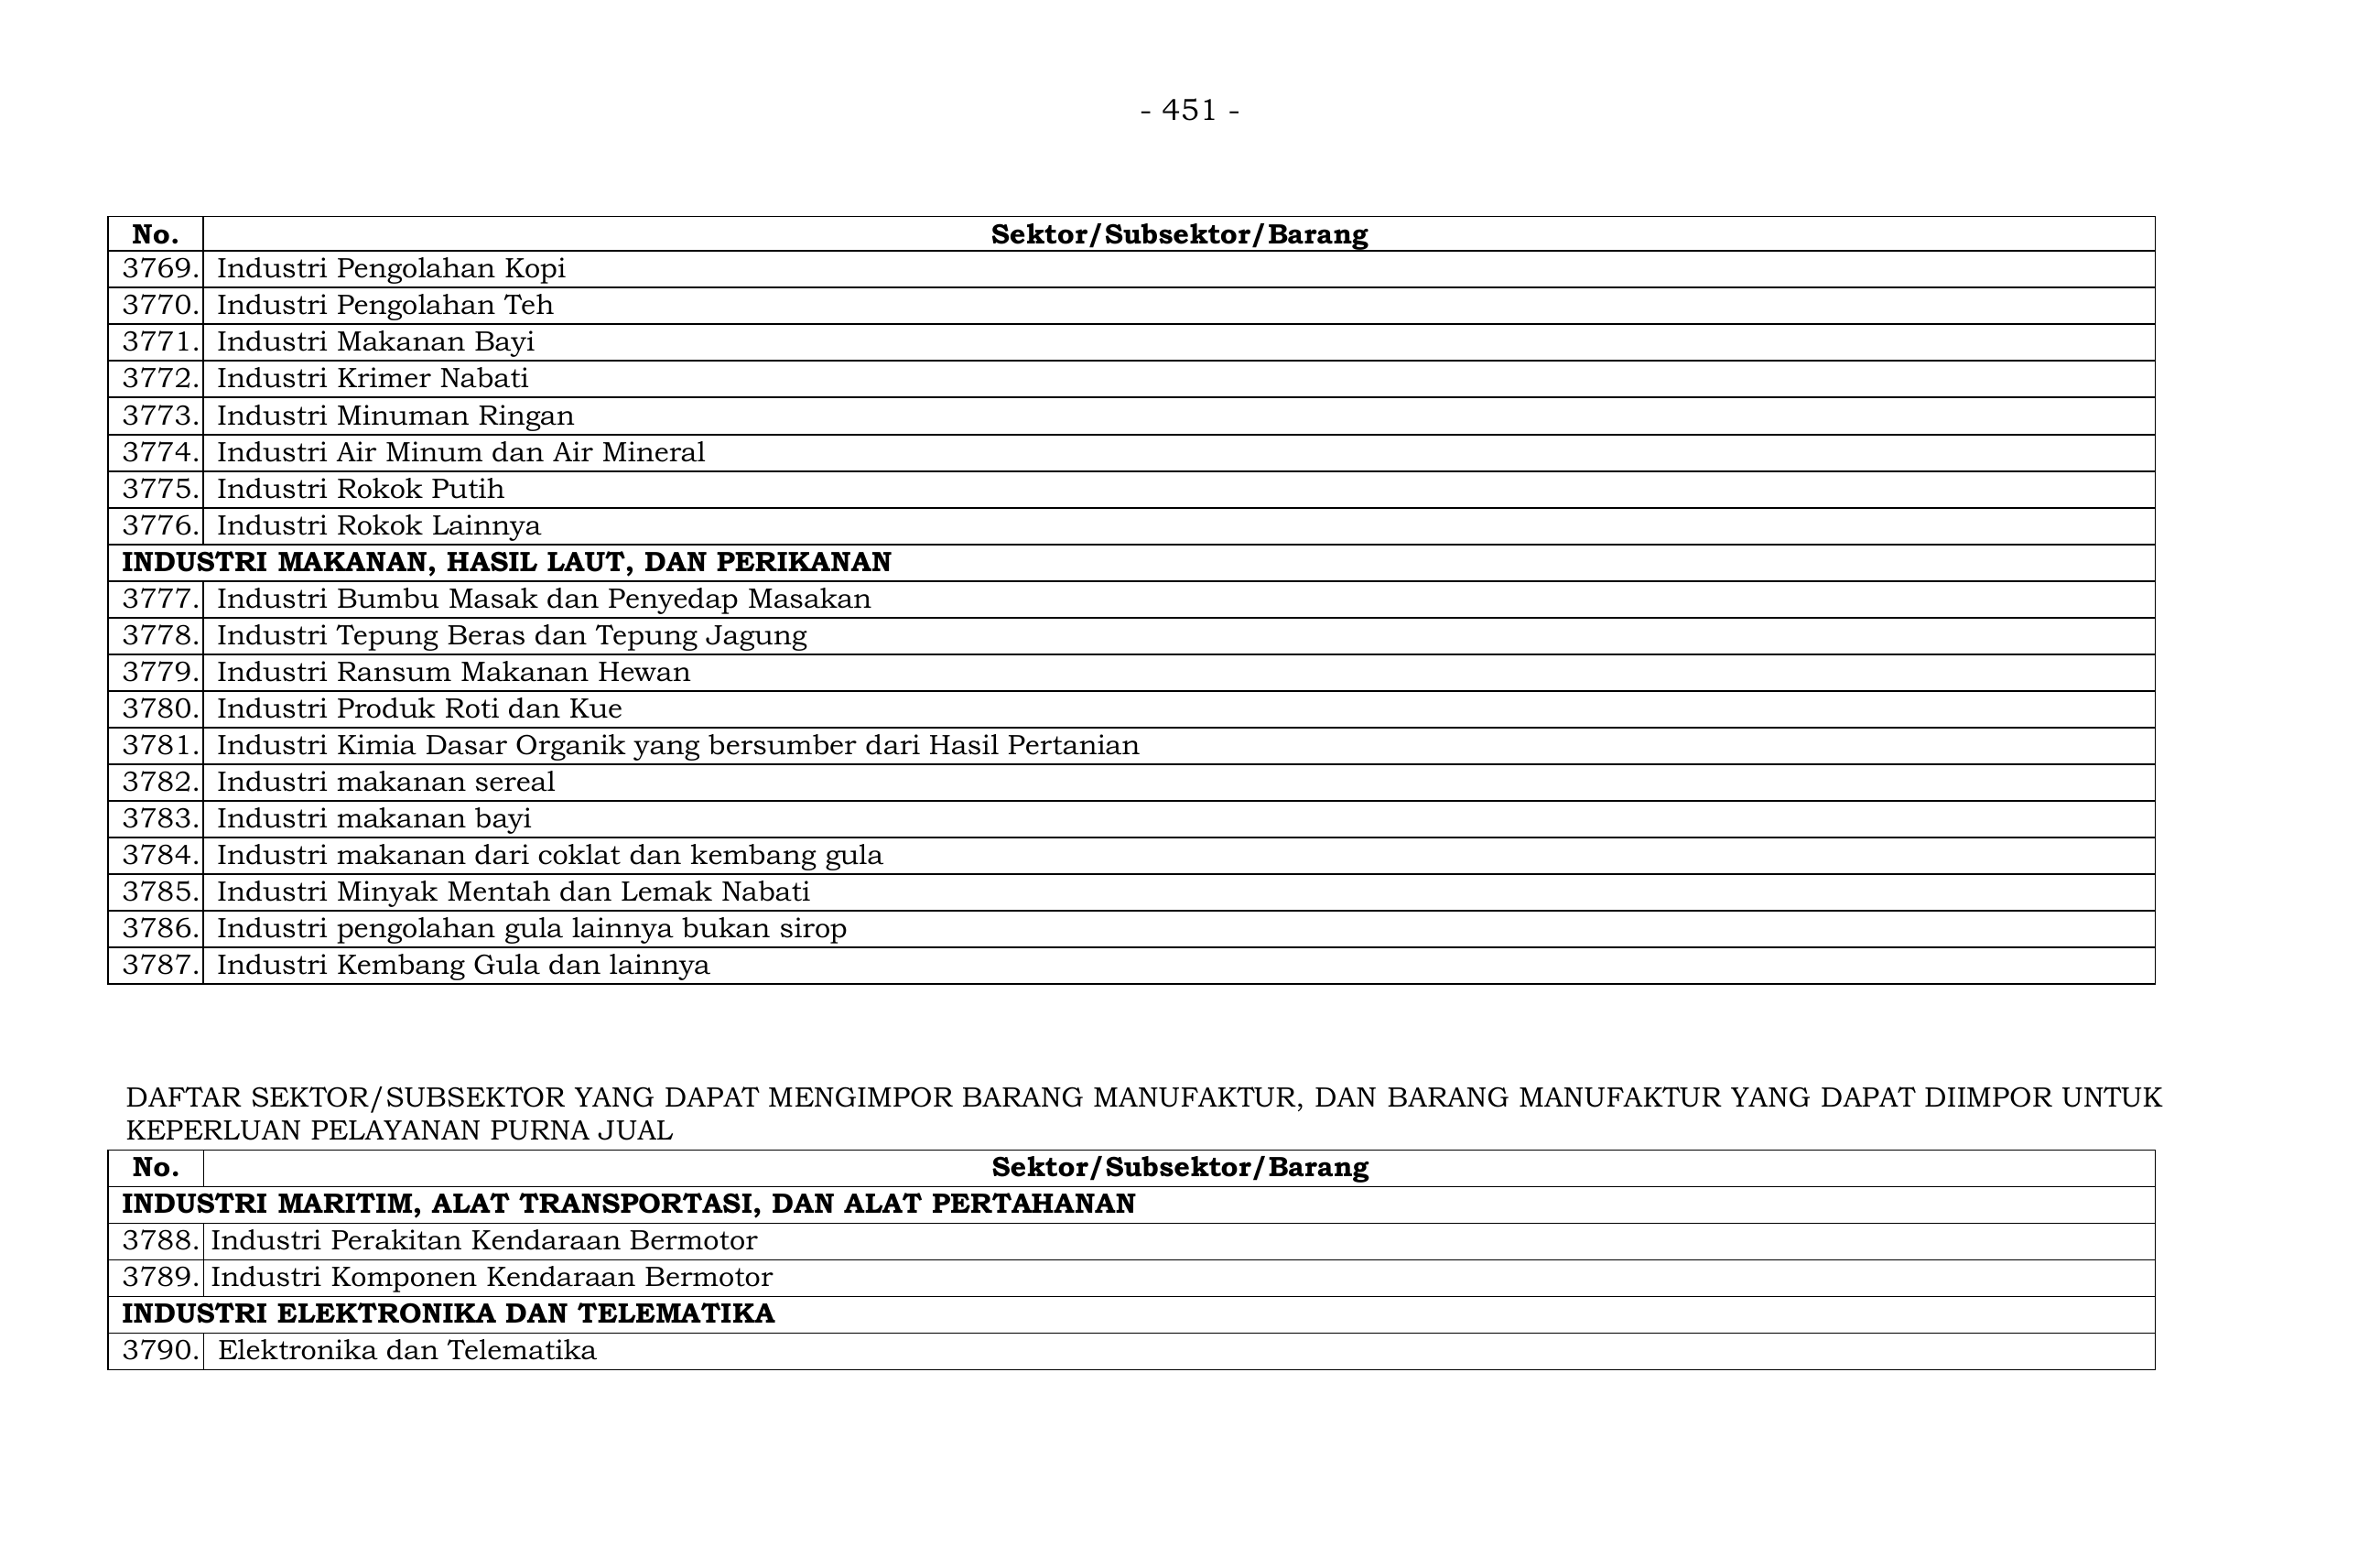 - 451 -
No. Sektor/Subsektor/Barang
3769. Industri Pengolahan Kopi
3770. Industri Pengolahan Teh
3771. Industri Makanan Bayi
3772. Industri Krimer Nabati
3773. Industri Minuman Ringan
3774. Industri Air Minum dan Air Mineral
3775. Industri Rokok Putih
3776. Industri Rokok Lainnya
INDUSTRI MAKANAN, HASIL LAUT, DAN PERIKANAN
3777. Industri Bumbu Masak dan Penyedap Masakan
3778. Industri Tepung Beras dan Tepung Jagung
3779. Industri Ransum Makanan Hewan
3780. Industri Produk Roti dan Kue
3781. Industri Kimia Dasar Organik yang bersumber dari Hasil Pertanian
3782. Industri makanan sereal
3783. Industri makanan bayi
3784. Industri makanan dari coklat dan kembang gula
3785. Industri Minyak Mentah dan Lemak Nabati
3786. Industri pengolahan gula lainnya bukan sirop
3787. Industri Kembang Gula dan lainnya
DAFTAR SEKTOR/SUBSEKTOR YANG DAPAT MENGIMPOR BARANG MANUFAKTUR, DAN BARANG MANUFAKTUR YANG DAPAT DIIMPOR UNTUK
KEPERLUAN PELAYANAN PURNA JUAL
No. Sektor/Subsektor/Barang
INDUSTRI MARITIM, ALAT TRANSPORTASI, DAN ALAT PERTAHANAN
3788. Industri Perakitan Kendaraan Bermotor
3789. Industri Komponen Kendaraan Bermotor
INDUSTRI ELEKTRONIKA DAN TELEMATIKA
3790. Elektronika dan Telematika